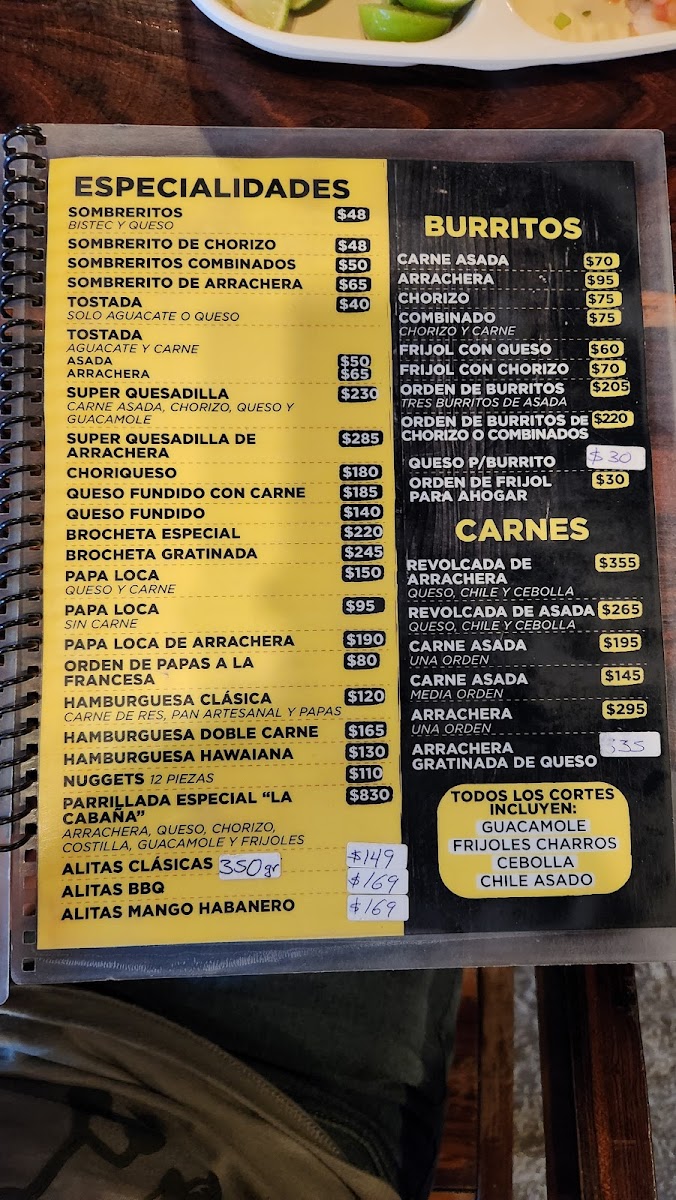 ESPECIALIDADES
SOMBRERITOS $48
BISTEC Y QUESO
SOMBRERITO DE CHORIZO $48
SOMBRERITOS COMBINADOS $50
SOMBRERITO DE ARRACHERA $65
TOSTADA $40
SOLO AGUACATE O QUESO
TOSTADA
AGUACATE Y CARNE
ASADA $50
ARRACHERA $65
SUPER QUESADILLA $230
CARNE ASADA, CHORIZO, QUESO Y
GUACAMOLE
SUPER QUESADILLA DE $285
ARRACHERA
CHORIQUESO $180
QUESO FUNDIDO CON CARNE $185
QUESO FUNDIDO $140
BROCHETA ESPECIAL $220
BROCHETA GRATINADA $245
PAPA LOCA $150
QUESO Y CARNE
PAPA LOCA $95
SIN CARNE
PAPA LOCA DE ARRACHERA $190
ORDEN DE PAPAS A LA $80
FRANCESA
HAMBURGUESA CLÁSICA $120
CARNE DE RES, PAN ARTESANAL Y PAPAS
HAMBURGUESA DOBLE CARNE $165
HAMBURGUESA HAWAIANA $130
NUGGETS 12 PIEZAS $110
PARRILLADA ESPECIAL “LA $830
CABAÑA”
ARRACHERA, QUESO, CHORIZO,
COSTILLA, GUACAMOLE Y FRIJOLES
ALITAS CLÁSICAS 350gr $149
ALITAS BBQ $169
ALITAS MANGO HABANERO $169
BURRITOS
CARNE ASADA $70
ARRACHERA $95
CHORIZO $75
COMBINADO $75
CHORIZO Y CARNE
FRIJOL CON QUESO $60
FRIJOL CON CHORIZO $70
ORDEN DE BURRITOS $205
TRES BURRITOS DE ASADA
ORDEN DE BURRITOS DE $220
CHORIZO O COMBINADOS
QUESO P/BURRITO $30
ORDEN DE FRIJOL $30
PARA AHOGAR
CARNES
REVOLCADA DE $355
ARRACHERA
QUESO, CHILE Y CEBOLLA
REVOLCADA DE ASADA $265
QUESO, CHILE Y CEBOLLA
CARNE ASADA $195
UNA ORDEN
CARNE ASADA $145
MEDIA ORDEN
ARRACHERA $295
UNA ORDEN
ARRACHERA
GRATINADA DE QUESO
TODOS LOS CORTES
INCLUYEN:
GUACAMOLE
FRIJOLES CHARROS
CEBOLLA
CHILE ASADO